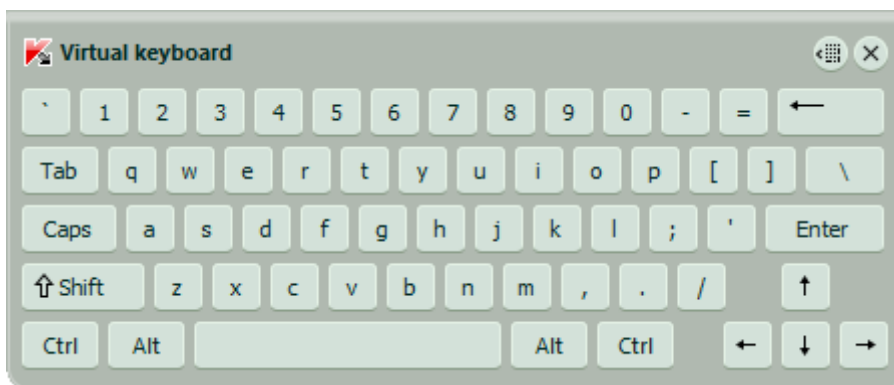 Virtual keyboard
` 1 2 3 4 5 6 7 8 9 0 - = ←
Tab q w e r t y u i o p [ ] \
Caps a s d f g h j k l ; ' Enter
⇧ Shift z x c v b n m , . / ↑
Ctrl Alt Alt Ctrl ← ↓ →